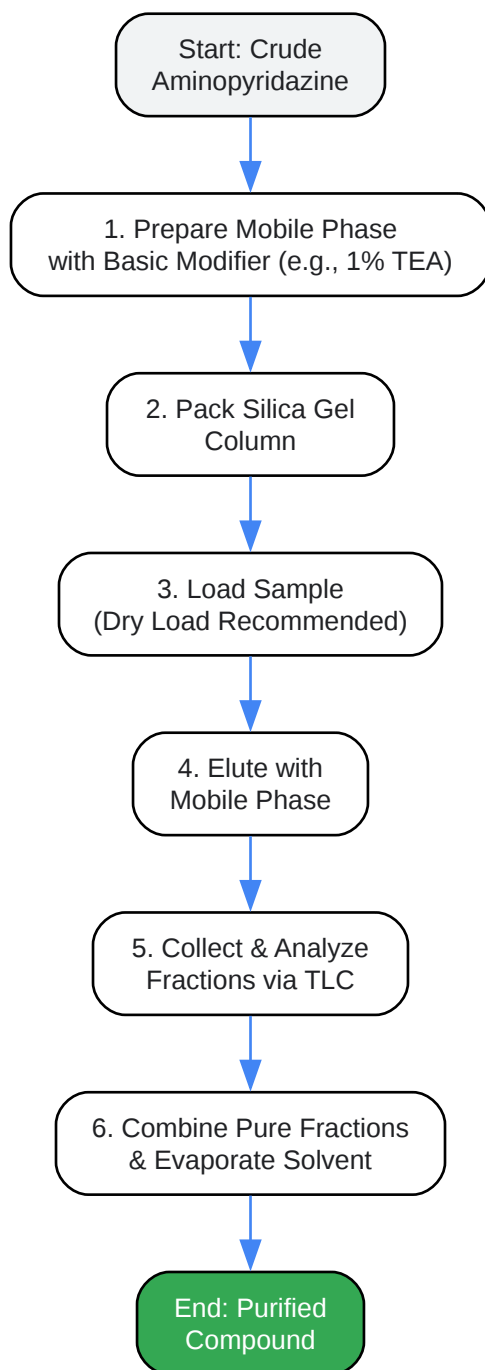 Start: Crude
Aminopyridazine
1. Prepare Mobile Phase
with Basic Modifier (e.g., 1% TEA)
2. Pack Silica Gel
Column
3. Load Sample
(Dry Load Recommended)
4. Elute with
Mobile Phase
5. Collect & Analyze
Fractions via TLC
6. Combine Pure Fractions
& Evaporate Solvent
End: Purified
Compound